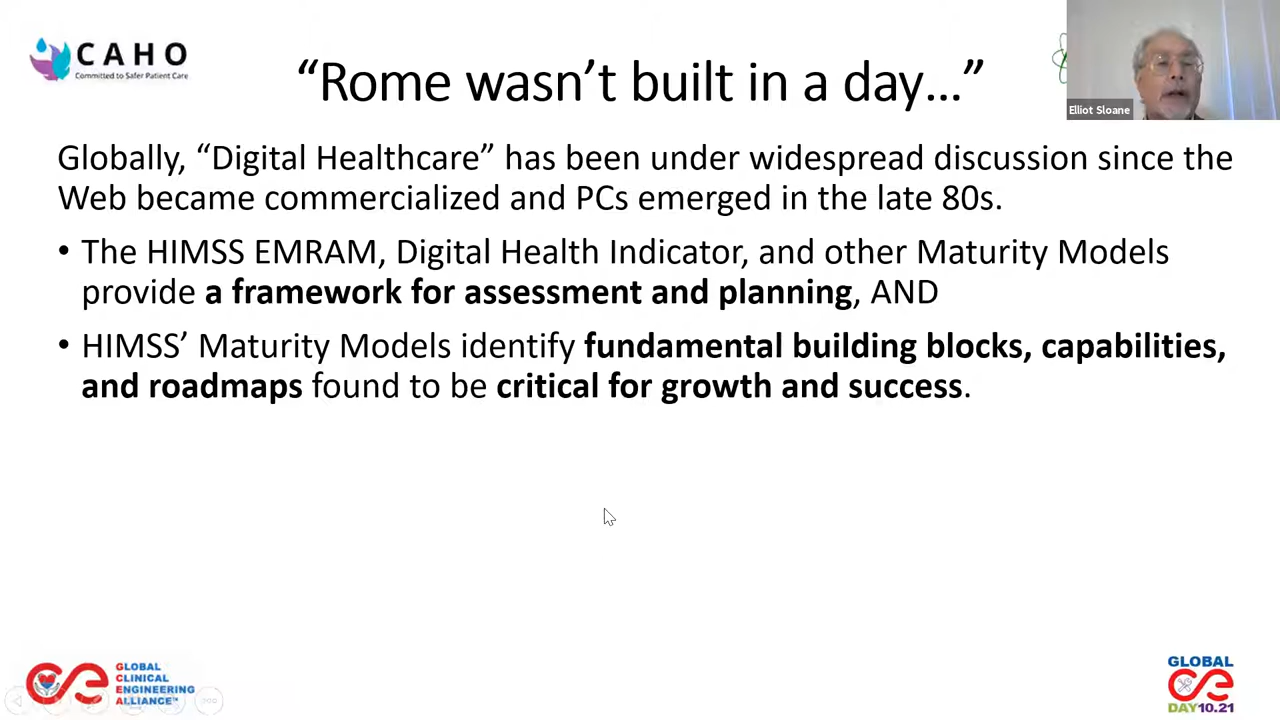 CAHO
Committed to Safer Patient Care
“Rome wasn’t built in a day…”
Elliot Sloane
Globally, “Digital Healthcare” has been under widespread discussion since the
Web became commercialized and PCs emerged in the late 80s.
• The HIMSS EMRAM, Digital Health Indicator, and other Maturity Models
provide a framework for assessment and planning, AND
• HIMSS’ Maturity Models identify fundamental building blocks, capabilities,
and roadmaps found to be critical for growth and success.
GLOBAL
CLINICAL
ENGINEERING
ALLIANCE™
GLOBAL
CE
DAY10.21